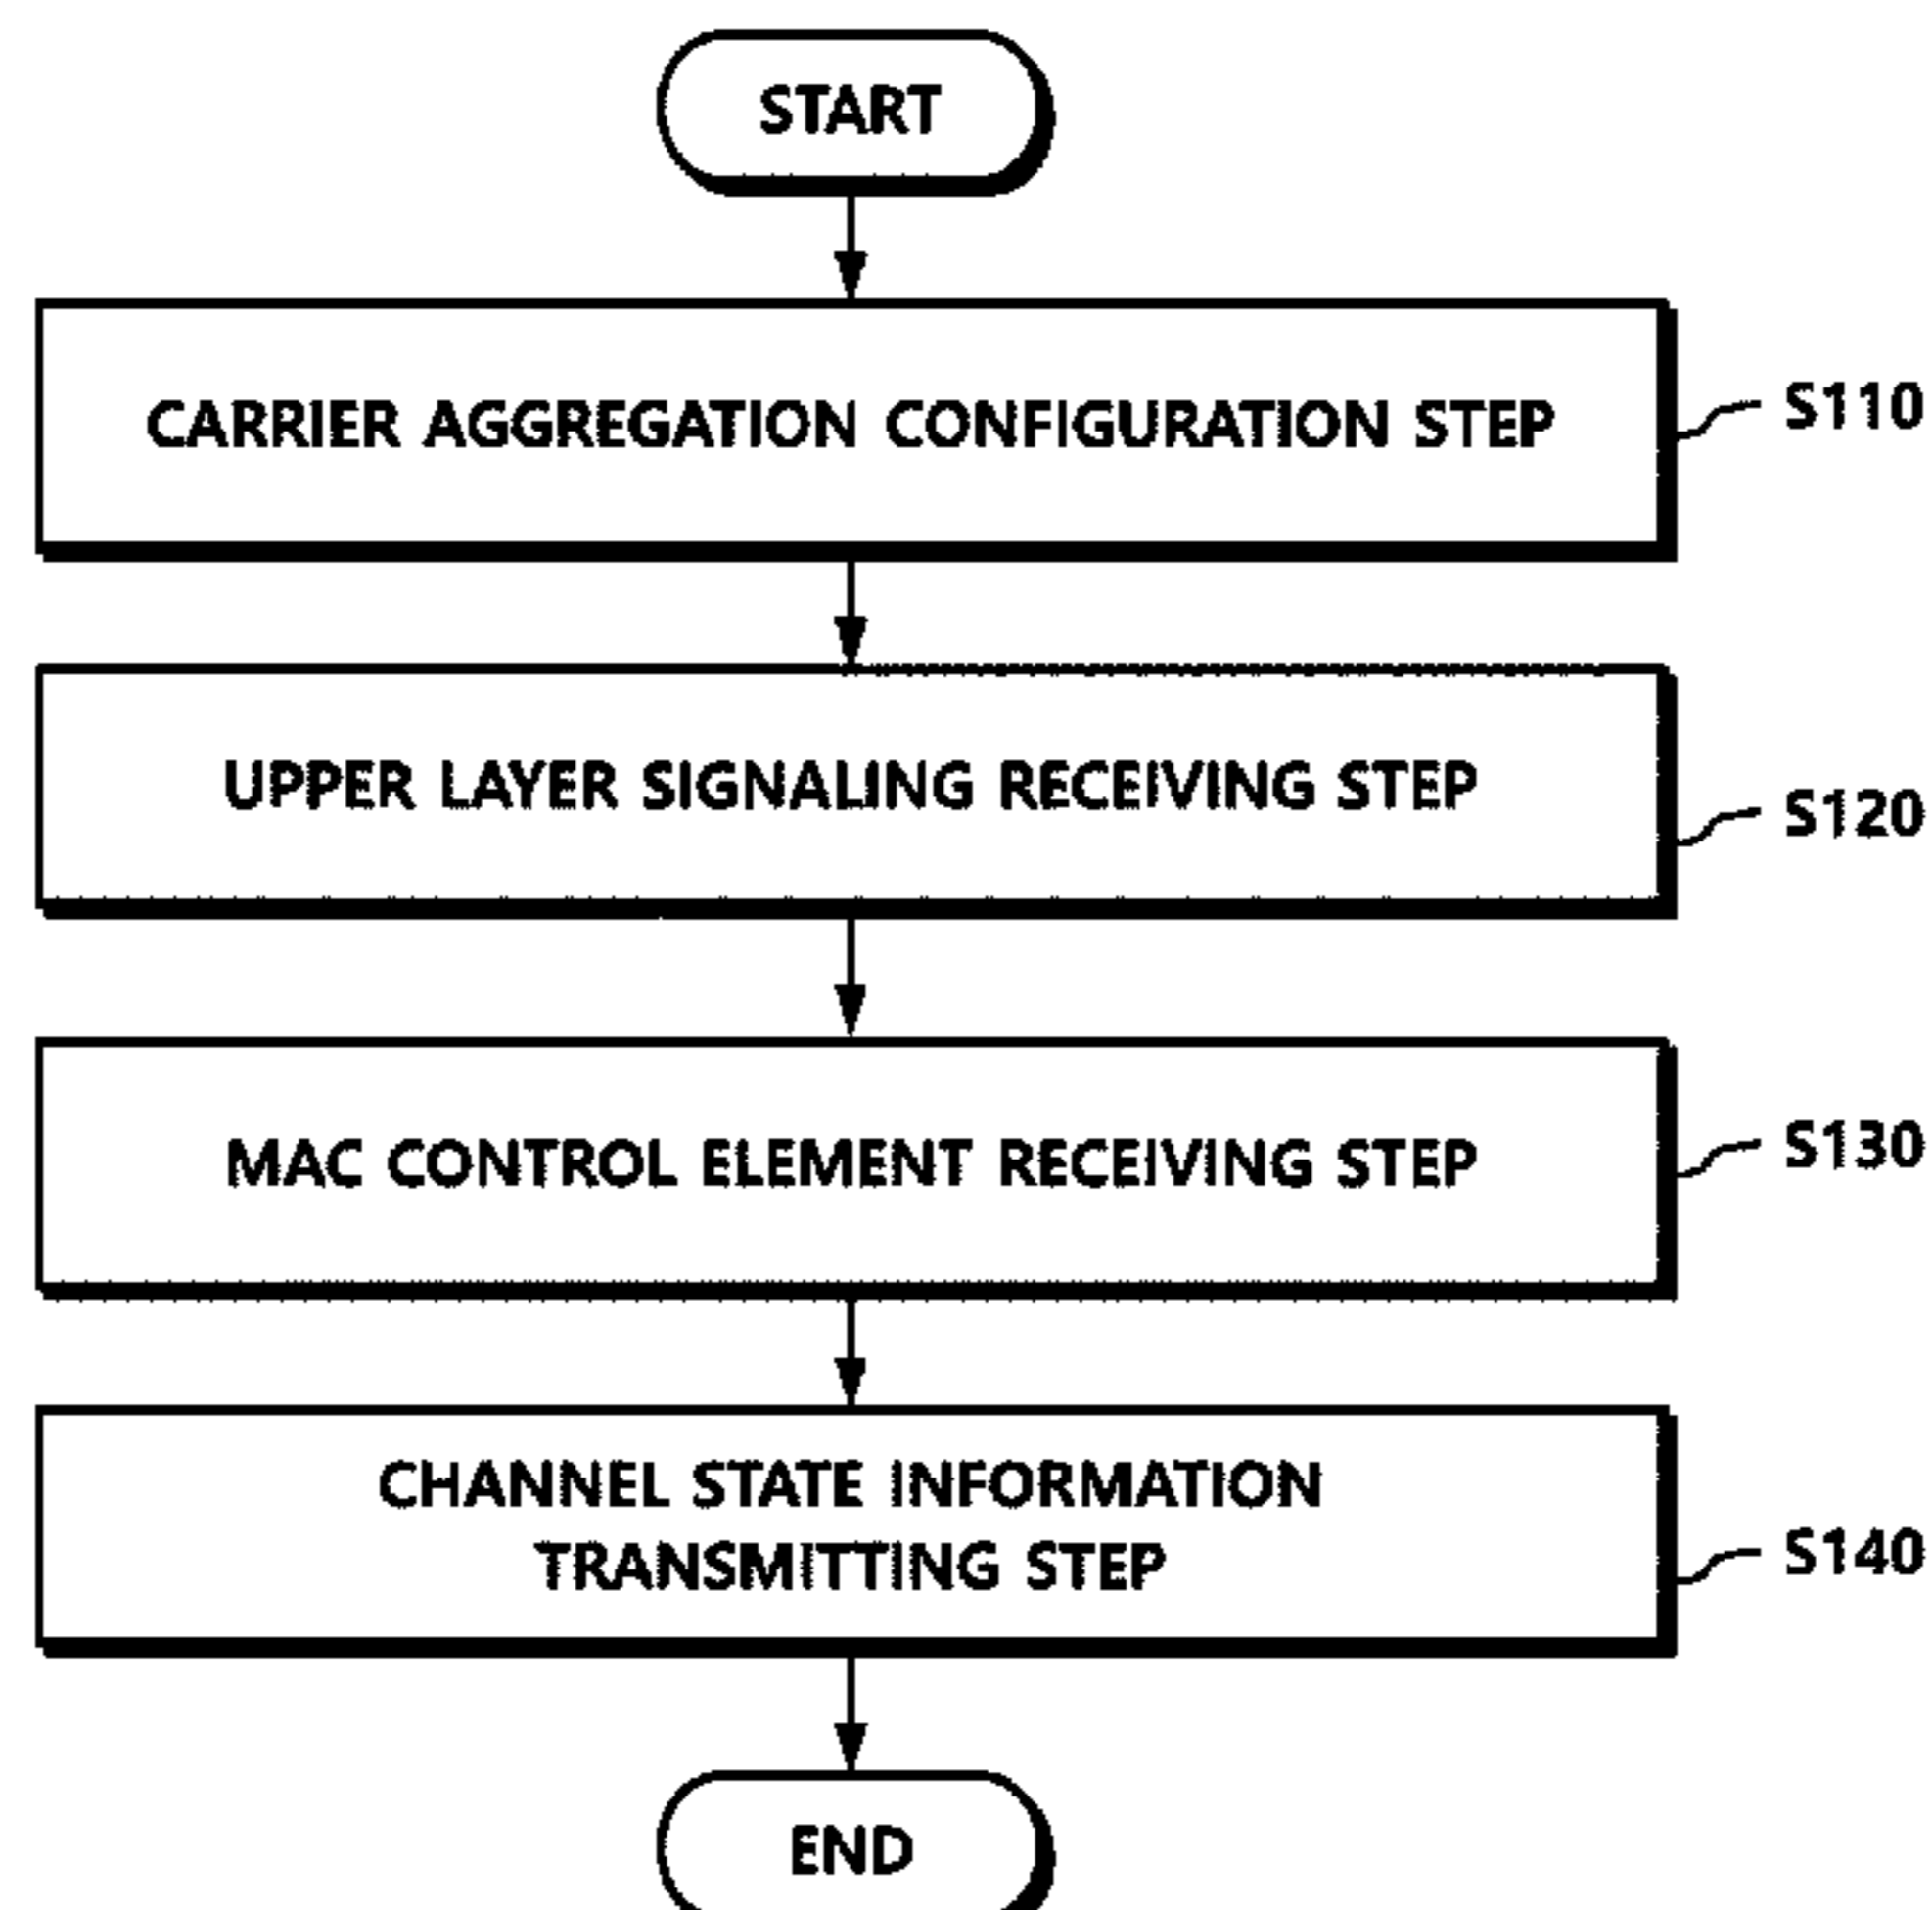 START
CARRIER AGGREGATION CONFIGURATION STEP
S110
UPPER LAYER SIGNALING RECEIVING STEP
S120
MAC CONTROL ELEMENT RECEIVING STEP
S130
CHANNEL STATE INFORMATION
TRANSMITTING STEP
S140
END